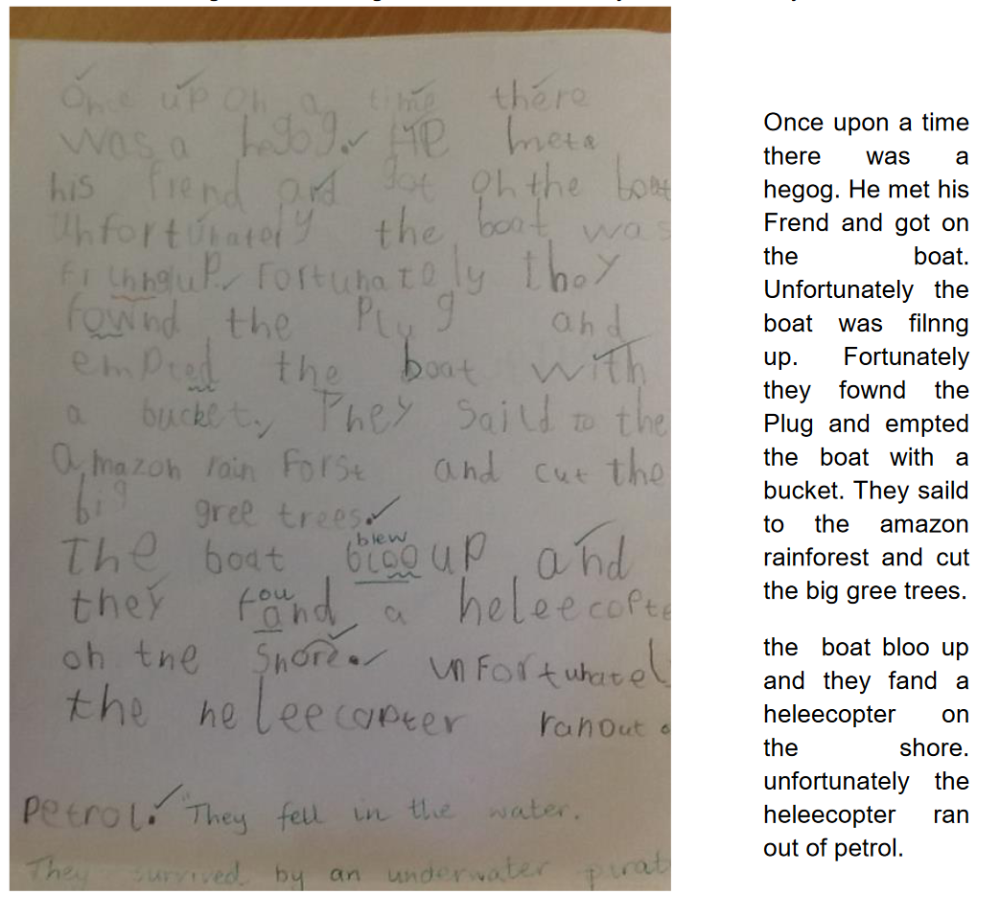 Once upon a time there
was a hegog. He mets
his friend and got on the boat
unfortunately the boat was
filnngup. Fortunately they
fownd the Plug and
empted the boat with
a bucket. They saild to the
amazon rain forst and cut the
big gree trees.
The boat blew bloo up and
they fou fand a heleecopte
on the shore. unfortunatel
the heleecopter ranout o
Petrol. They fell in the water.
They survived by an underwater pirat
Once upon a time
there was a
hegog. He met his
Frend and got on
the boat.
Unfortunately the
boat was filnng
up. Fortunately
they fownd the
Plug and empted
the boat with a
bucket. They saild
to the amazon
rainforest and cut
the big gree trees.
the boat bloo up
and they fand a
heleecopter on
the shore.
unfortunately the
heleecopter ran
out of petrol.